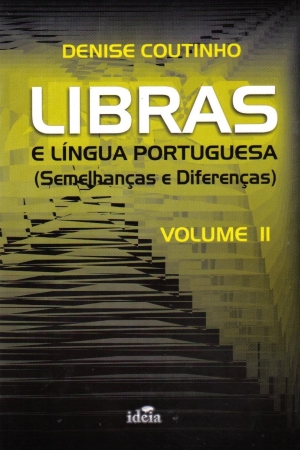 DENISE COUTINHO
LIBRAS
E LÍNGUA PORTUGUESA
(Semelhanças e Diferenças)
VOLUME II
ideia